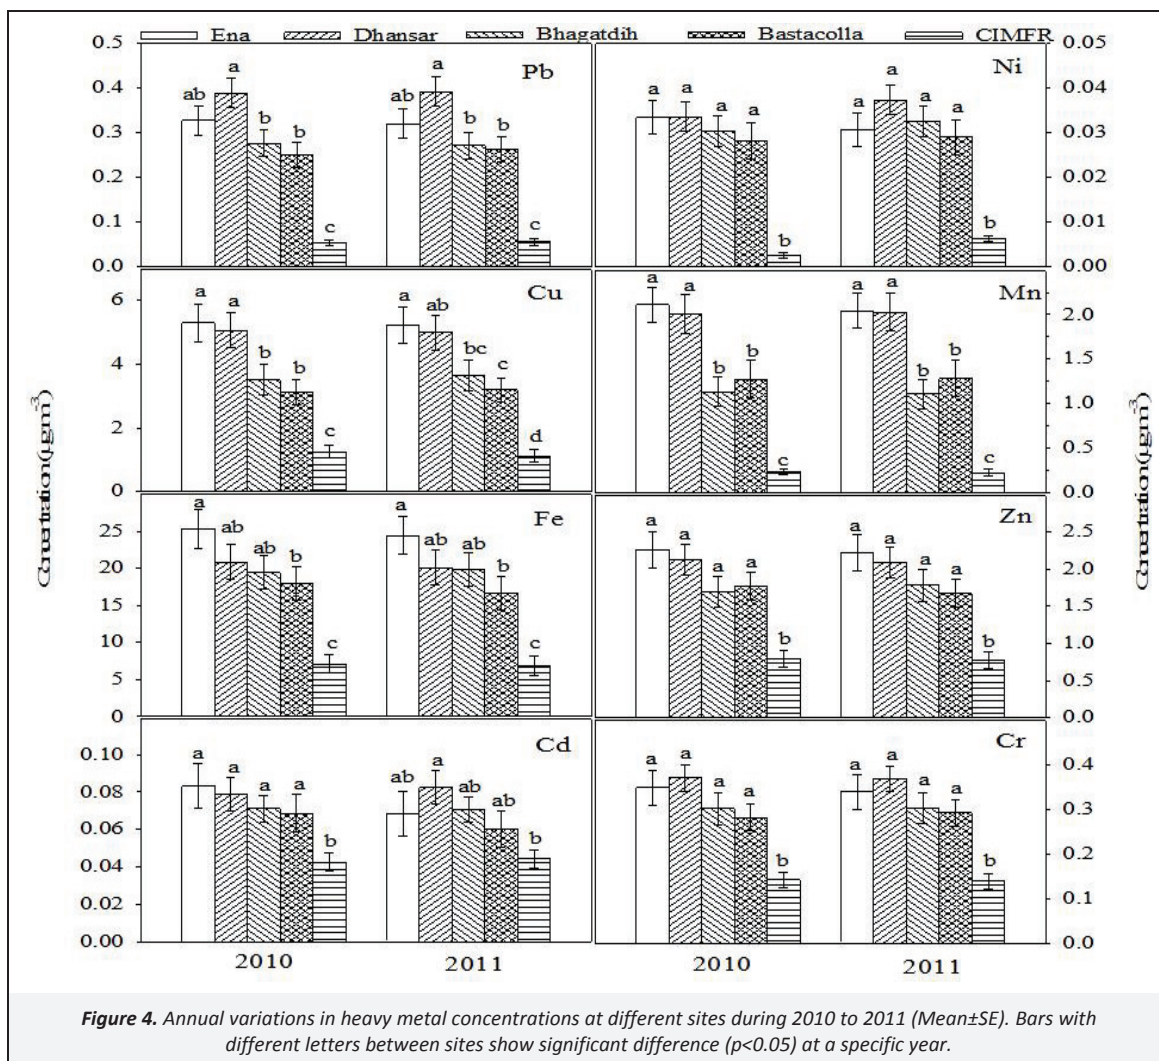 Ena Dhansar Bhagatdih Bastacolla CIMFR
0.5 Pb Ni 0.05
0.4 ab a b b c ab a b b c a a a a b a a a a b 0.04
0.3 0.03
0.2 0.02
0.1 0.01
0.0 0.00
Cu Mn
6 a a b b c a ab bc c d a a b b c a a b b c 2.0
4 1.5
2 1.0
0 0.5
0.0
Concentration(µgm-3) Concentration(µgm-3)
Fe Zn
25 a ab ab b c a ab ab b c a a a a b a a a a b 2.5
20 2.0
15 1.5
10 1.0
5 0.5
0 0.0
Cd Cr
0.10 a a a a b ab a ab ab b a a a a b a a a a b 0.4
0.08 0.3
0.06 0.2
0.04 0.1
0.02 0.0
0.00
2010 2011 2010 2011
Figure 4. Annual variations in heavy metal concentrations at different sites during 2010 to 2011 (Mean±SE). Bars with
different letters between sites show significant difference (p<0.05) at a specific year.